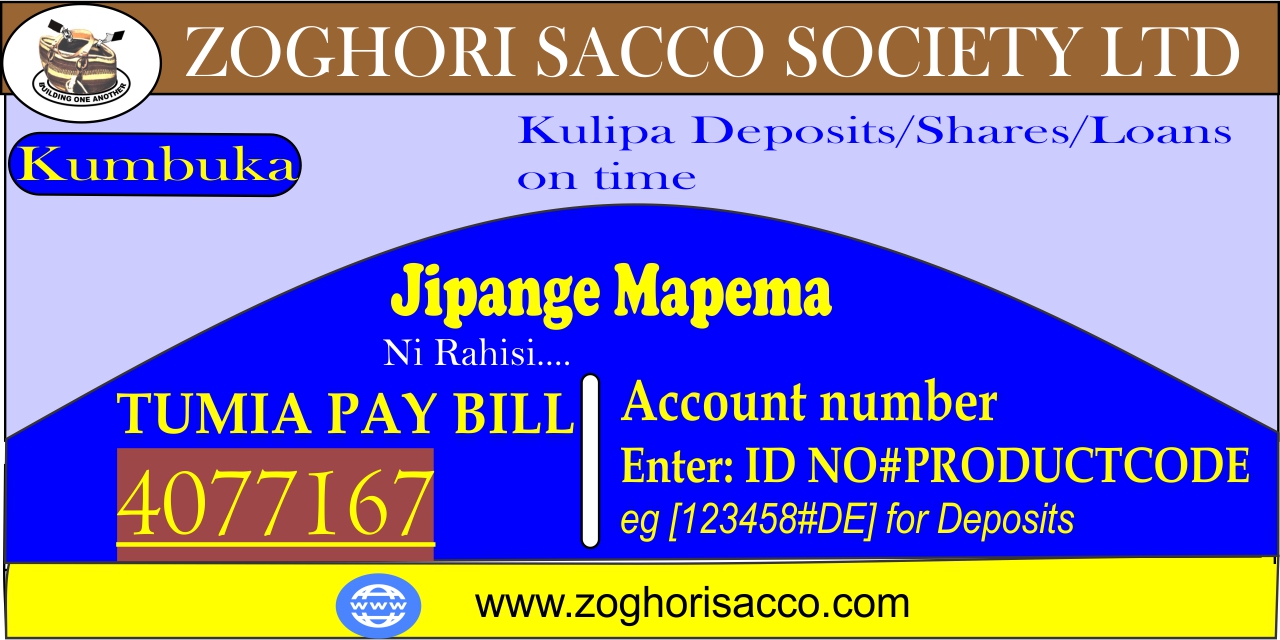 ZOGHORI SACCO SOCIETY LTD
BUILDING ONE ANOTHER
Kumbuka
Kulipa Deposits/Shares/Loans
on time
Jipange Mapema
Ni Rahisi....
TUMIA PAY BILL
4077167
Account number
Enter: ID NO#PRODUCTCODE
eg [123458#DE] for Deposits
www
www.zoghorisacco.com